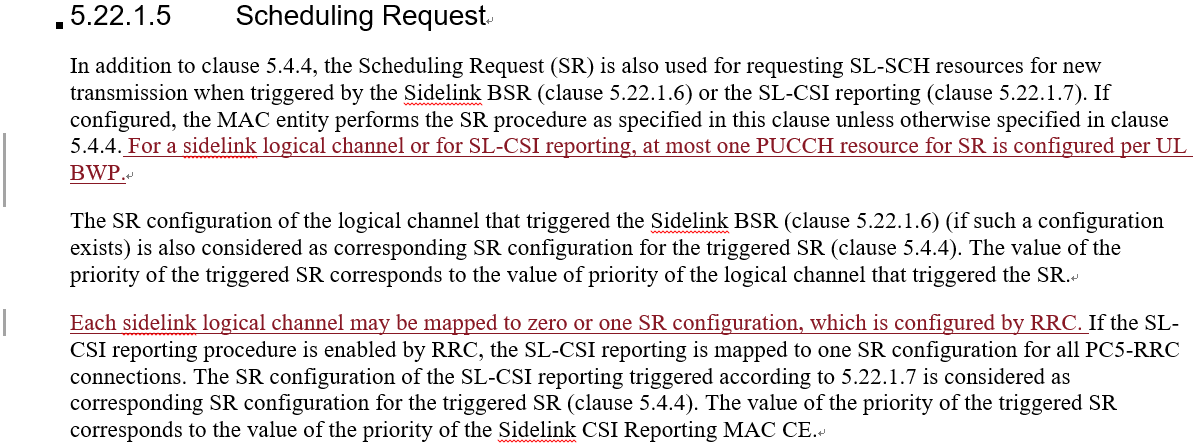 5.22.1.5 Scheduling Request
In addition to clause 5.4.4, the Scheduling Request (SR) is also used for requesting SL-SCH resources for new
transmission when triggered by the Sidelink BSR (clause 5.22.1.6) or the SL-CSI reporting (clause 5.22.1.7). If
configured, the MAC entity performs the SR procedure as specified in this clause unless otherwise specified in clause
5.4.4. For a sidelink logical channel or for SL-CSI reporting, at most one PUCCH resource for SR is configured per UL
BWP.
The SR configuration of the logical channel that triggered the Sidelink BSR (clause 5.22.1.6) (if such a configuration
exists) is also considered as corresponding SR configuration for the triggered SR (clause 5.4.4). The value of the
priority of the triggered SR corresponds to the value of priority of the logical channel that triggered the SR.
Each sidelink logical channel may be mapped to zero or one SR configuration, which is configured by RRC. If the SL-
CSI reporting procedure is enabled by RRC, the SL-CSI reporting is mapped to one SR configuration for all PC5-RRC
connections. The SR configuration of the SL-CSI reporting triggered according to 5.22.1.7 is considered as
corresponding SR configuration for the triggered SR (clause 5.4.4). The value of the priority of the triggered SR
corresponds to the value of the priority of the Sidelink CSI Reporting MAC CE.